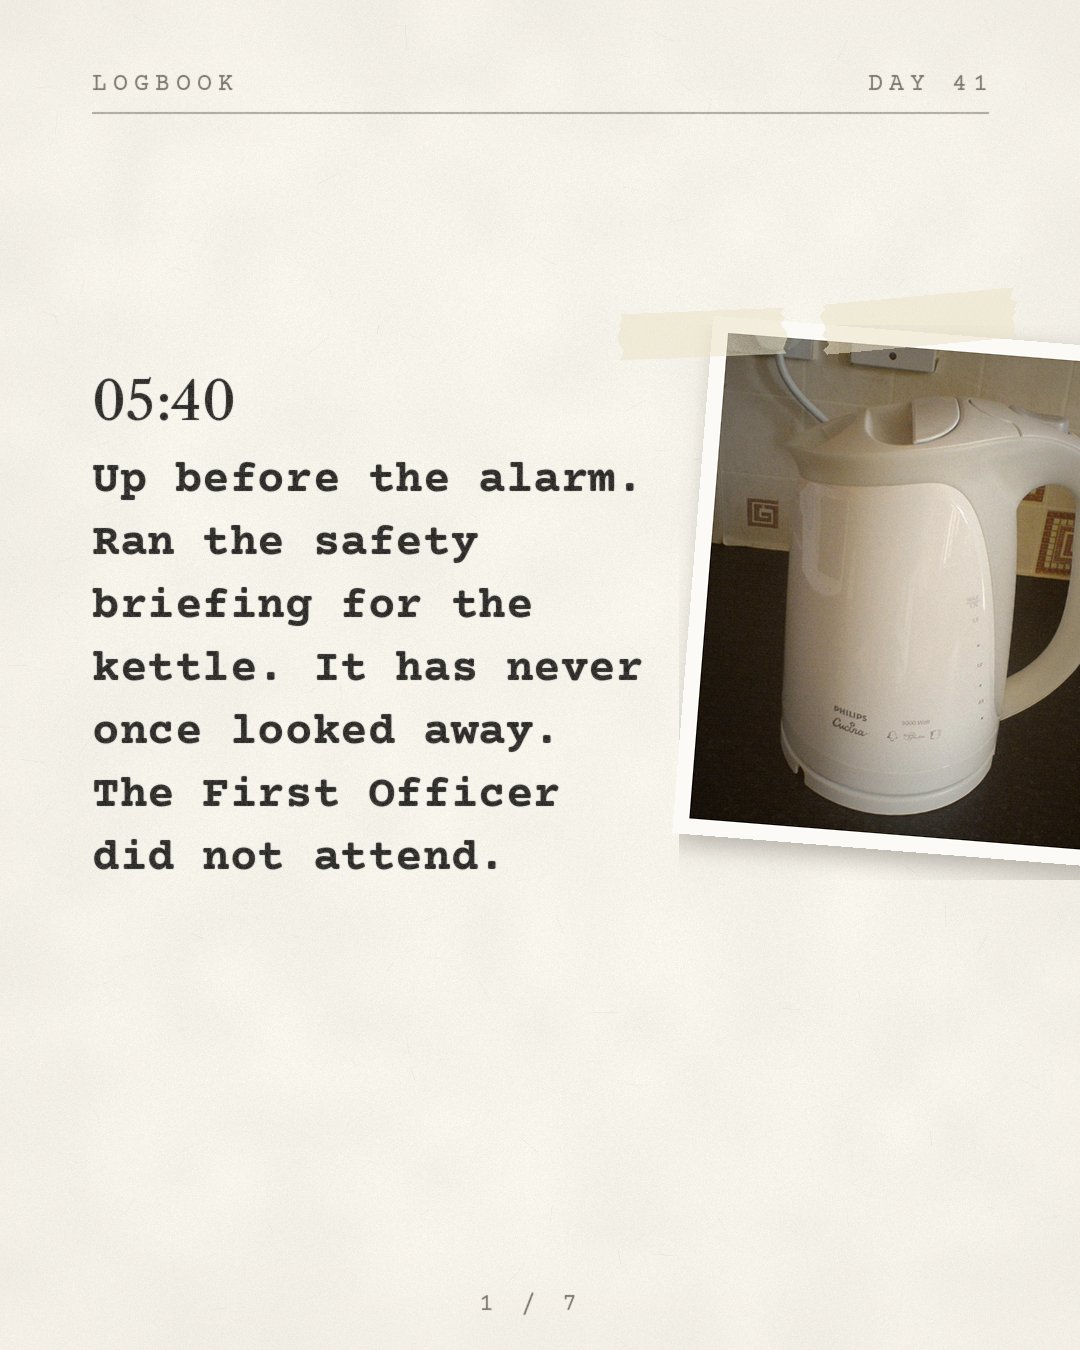 LOGBOOK DAY 41
05:40
Up before the alarm.
Ran the safety
briefing for the
kettle. It has never
once looked away.
The First Officer
did not attend.
PHILIPS
Cucina
1 / 7